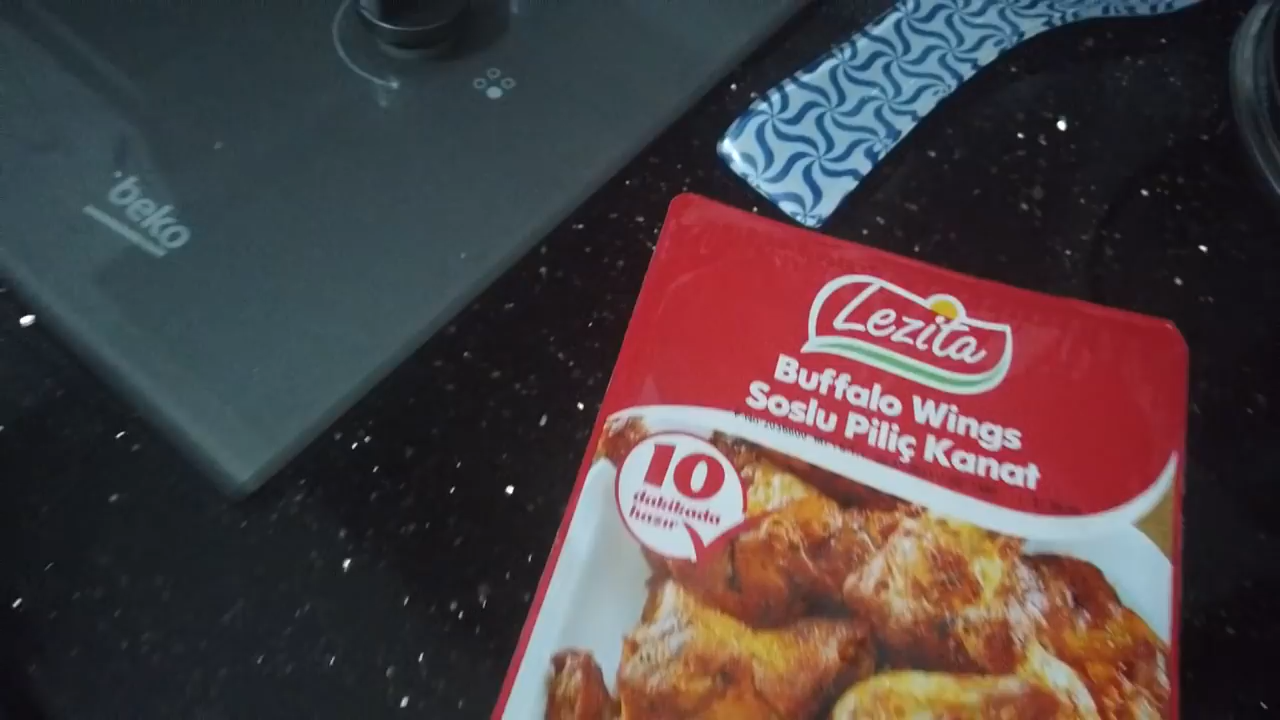 beko
Lezita
Buffalo Wings
Soslu Piliç Kanat
10
dakikada
hazır